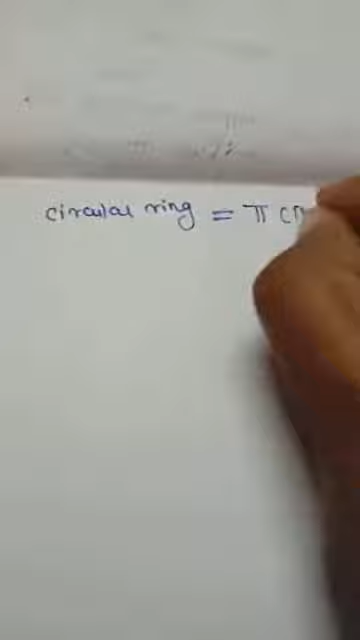 circular ring = π (π